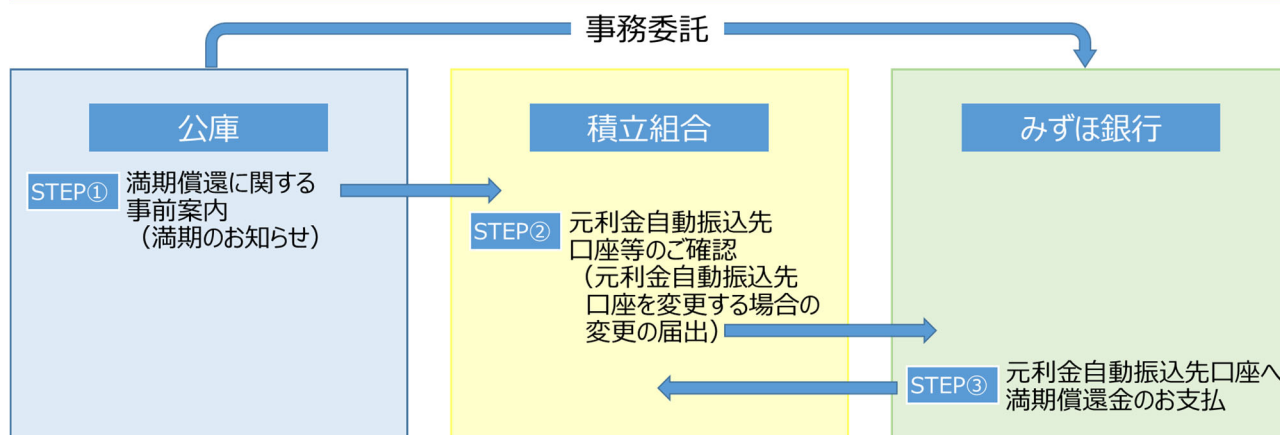 事務委託
公庫
STEP①
満期償還に関する
事前案内
（満期のお知らせ）
積立組合
STEP②
元利金自動振込先
口座等のご確認
（元利金自動振込先
口座を変更する場合の
変更の届出）
みずほ銀行
STEP③
元利金自動振込先口座へ
満期償還金のお支払